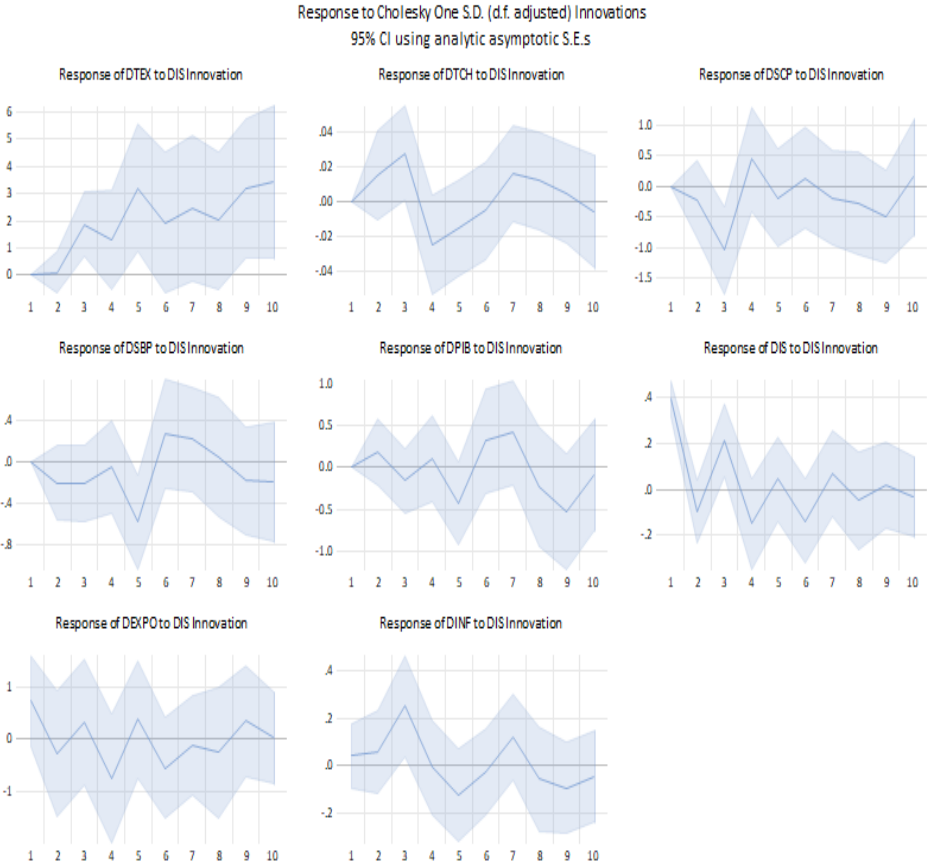 Response to Cholesky One S.D. (d.f. adjusted) Innovations
95% CI using analytic asymptotic S.E.s
Response of DTEX to DIS Innovation
6
5
4
3
2
1
0
1 2 3 4 5 6 7 8 9 10
Response of DTCH to DIS Innovation
.04
.02
.00
-.02
-.04
1 2 3 4 5 6 7 8 9 10
Response of DSCP to DIS Innovation
1.0
0.5
0.0
-0.5
-1.0
-1.5
1 2 3 4 5 6 7 8 9 10
Response of DSBP to DIS Innovation
.4
.0
-.4
-.8
1 2 3 4 5 6 7 8 9 10
Response of DPIB to DIS Innovation
1.0
0.5
0.0
-0.5
-1.0
1 2 3 4 5 6 7 8 9 10
Response of DIS to DIS Innovation
.4
.2
.0
-.2
1 2 3 4 5 6 7 8 9 10
Response of DEXPO to DIS Innovation
1
0
-1
1 2 3 4 5 6 7 8 9 10
Response of DINF to DIS Innovation
.4
.2
.0
-.2
1 2 3 4 5 6 7 8 9 10